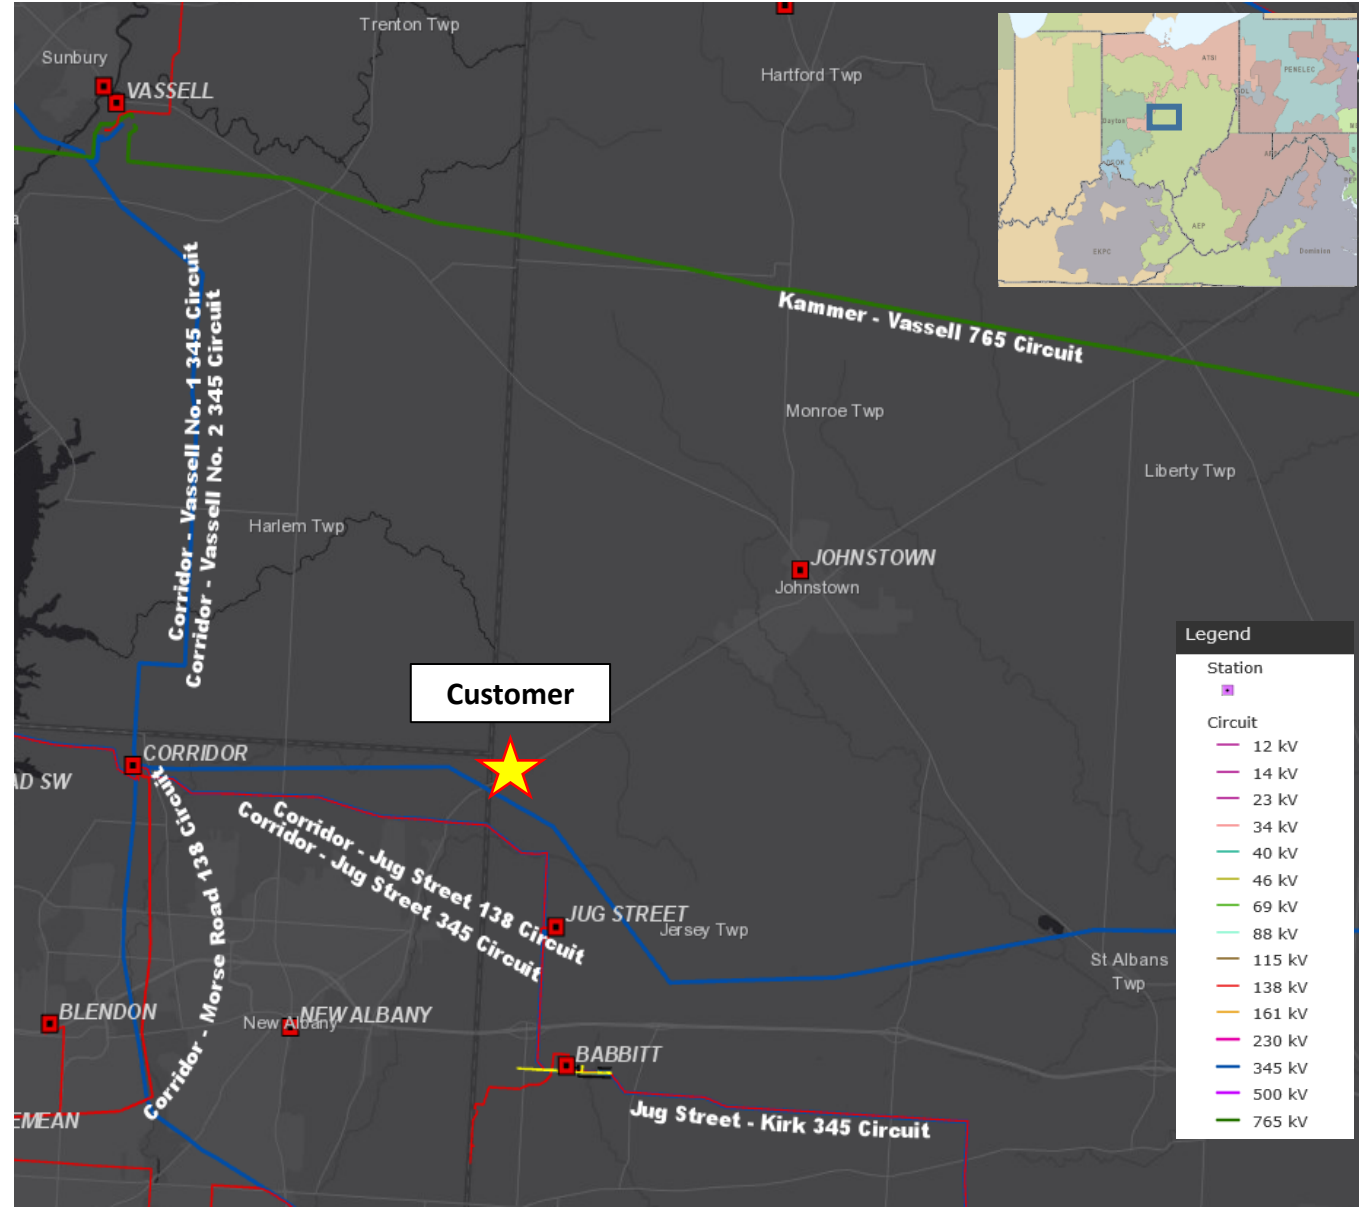 Trenton Twp
Sunbury
VASSELL
Hartford Twp
ATSI
PENELEC
Dayton
DEOK
AEP
EKPC
Dominion
Kammer - Vassell 765 Circuit
Corridor - Vassell No. 1 345 Circuit
Corridor - Vassell No. 2 345 Circuit
Monroe Twp
Liberty Twp
Harlem Twp
JOHNSTOWN
Johnstown
Customer
CORRIDOR
AD SW
Corridor - Jug Street 138 Circuit
Corridor - Jug Street 345 Circuit
Corridor - Morse Road 138 Circuit
JUG STREET
Jersey Twp
St Albans
Twp
BLENDON
New Albany
NEW ALBANY
BABBITT
EMEAN
Jug Street - Kirk 345 Circuit
Legend
Station
Circuit
12 kV
14 kV
23 kV
34 kV
40 kV
46 kV
69 kV
88 kV
115 kV
138 kV
161 kV
230 kV
345 kV
500 kV
765 kV